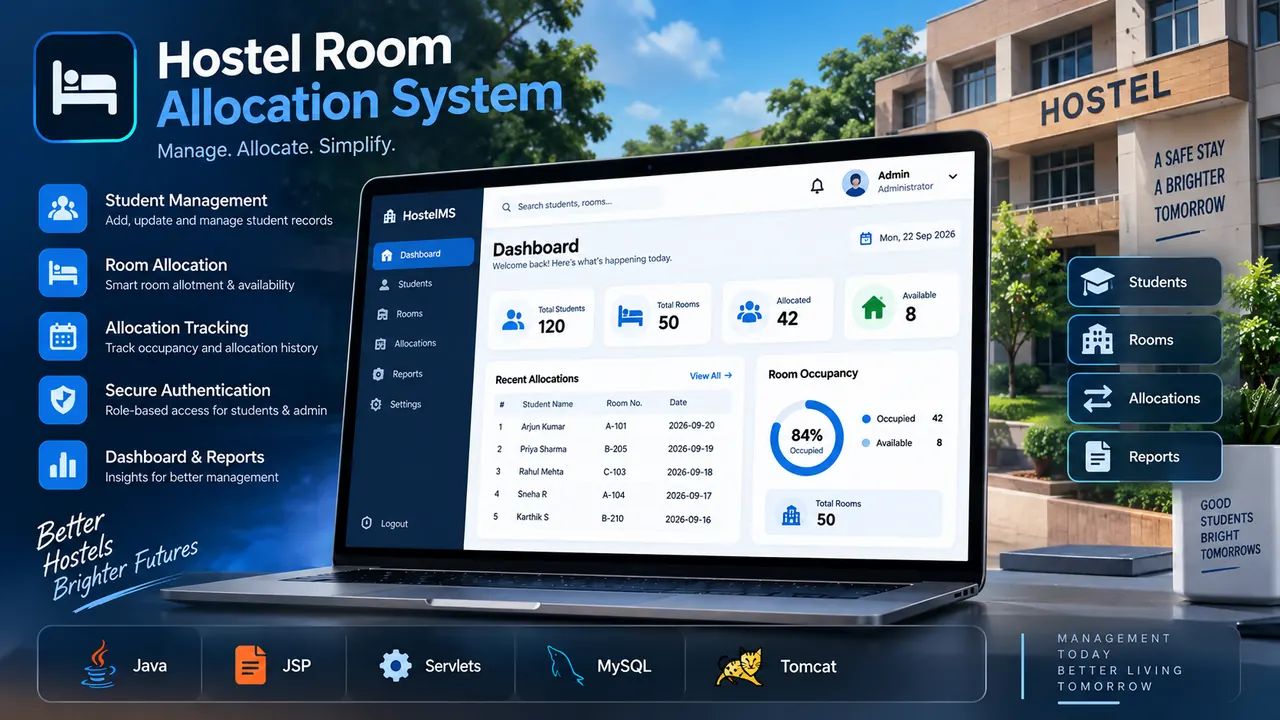 Hostel Room
Allocation System
Manage. Allocate. Simplify.
Student Management
Add, update and manage student records
Room Allocation
Smart room allotment & availability
Allocation Tracking
Track occupancy and allocation history
Secure Authentication
Role-based access for students & admin
Dashboard & Reports
Insights for better management
Better
Hostels
Brighter Futures
HostelMS
Dashboard
Students
Rooms
Allocations
Reports
Settings
Logout
Search students, rooms...
Admin
Administrator
Dashboard
Welcome back! Here's what's happening today.
Mon, 22 Sep 2026
Total Students
120
Total Rooms
50
Allocated
42
Available
8
Recent Allocations
View All →
# Student Name Room No. Date
1 Arjun Kumar A-101 2026-09-20
2 Priya Sharma B-205 2026-09-19
3 Rahul Mehta C-103 2026-09-18
4 Sneha R A-104 2026-09-17
5 Karthik S B-210 2026-09-16
Room Occupancy
84%
Occupied
Occupied 42
Available 8
Total Rooms
50
HOSTEL
A SAFE STAY
A BRIGHTER
TOMORROW
Students
Rooms
Allocations
Reports
GOOD
STUDENTS
BRIGHT
TOMORROWS
Java
JSP
Servlets
MySQL
Tomcat
MANAGEMENT
TODAY
BETTER LIVING
TOMORROW